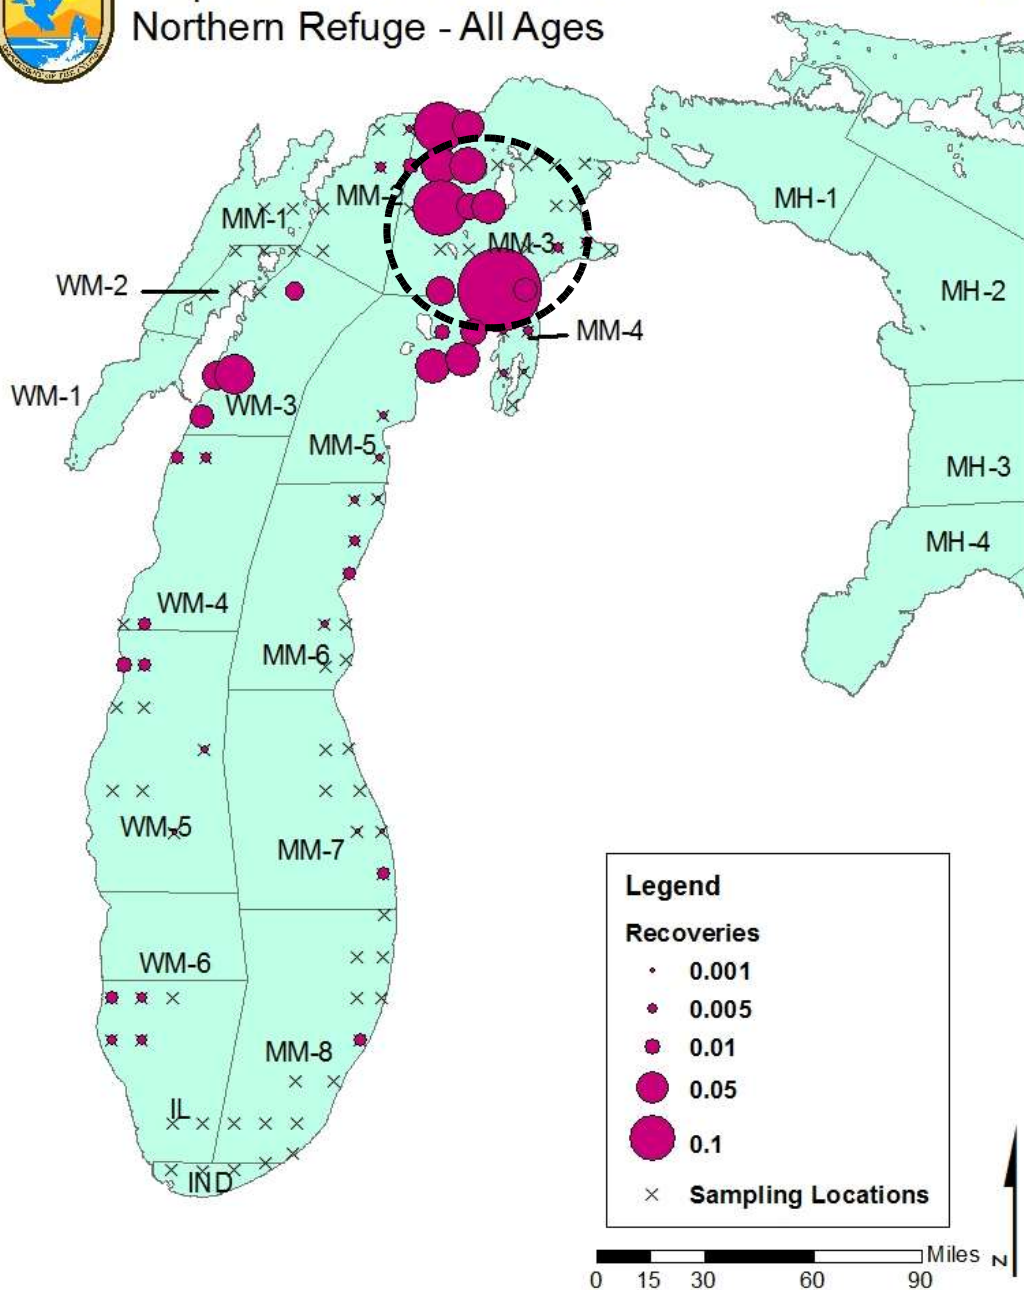 Northern Refuge - All Ages
MH-1
MM-2
MM-1
MM-3
WM-2
MH-2
MM-4
WM-1
WM-3
MM-5
MH-3
MH-4
WM-4
MM-6
WM-5
MM-7
Legend
Recoveries
WM-6
0.001
0.005
0.01
MM-8
0.05
IL
0.1
IND
Sampling Locations
Miles
N
0 15 30 60 90